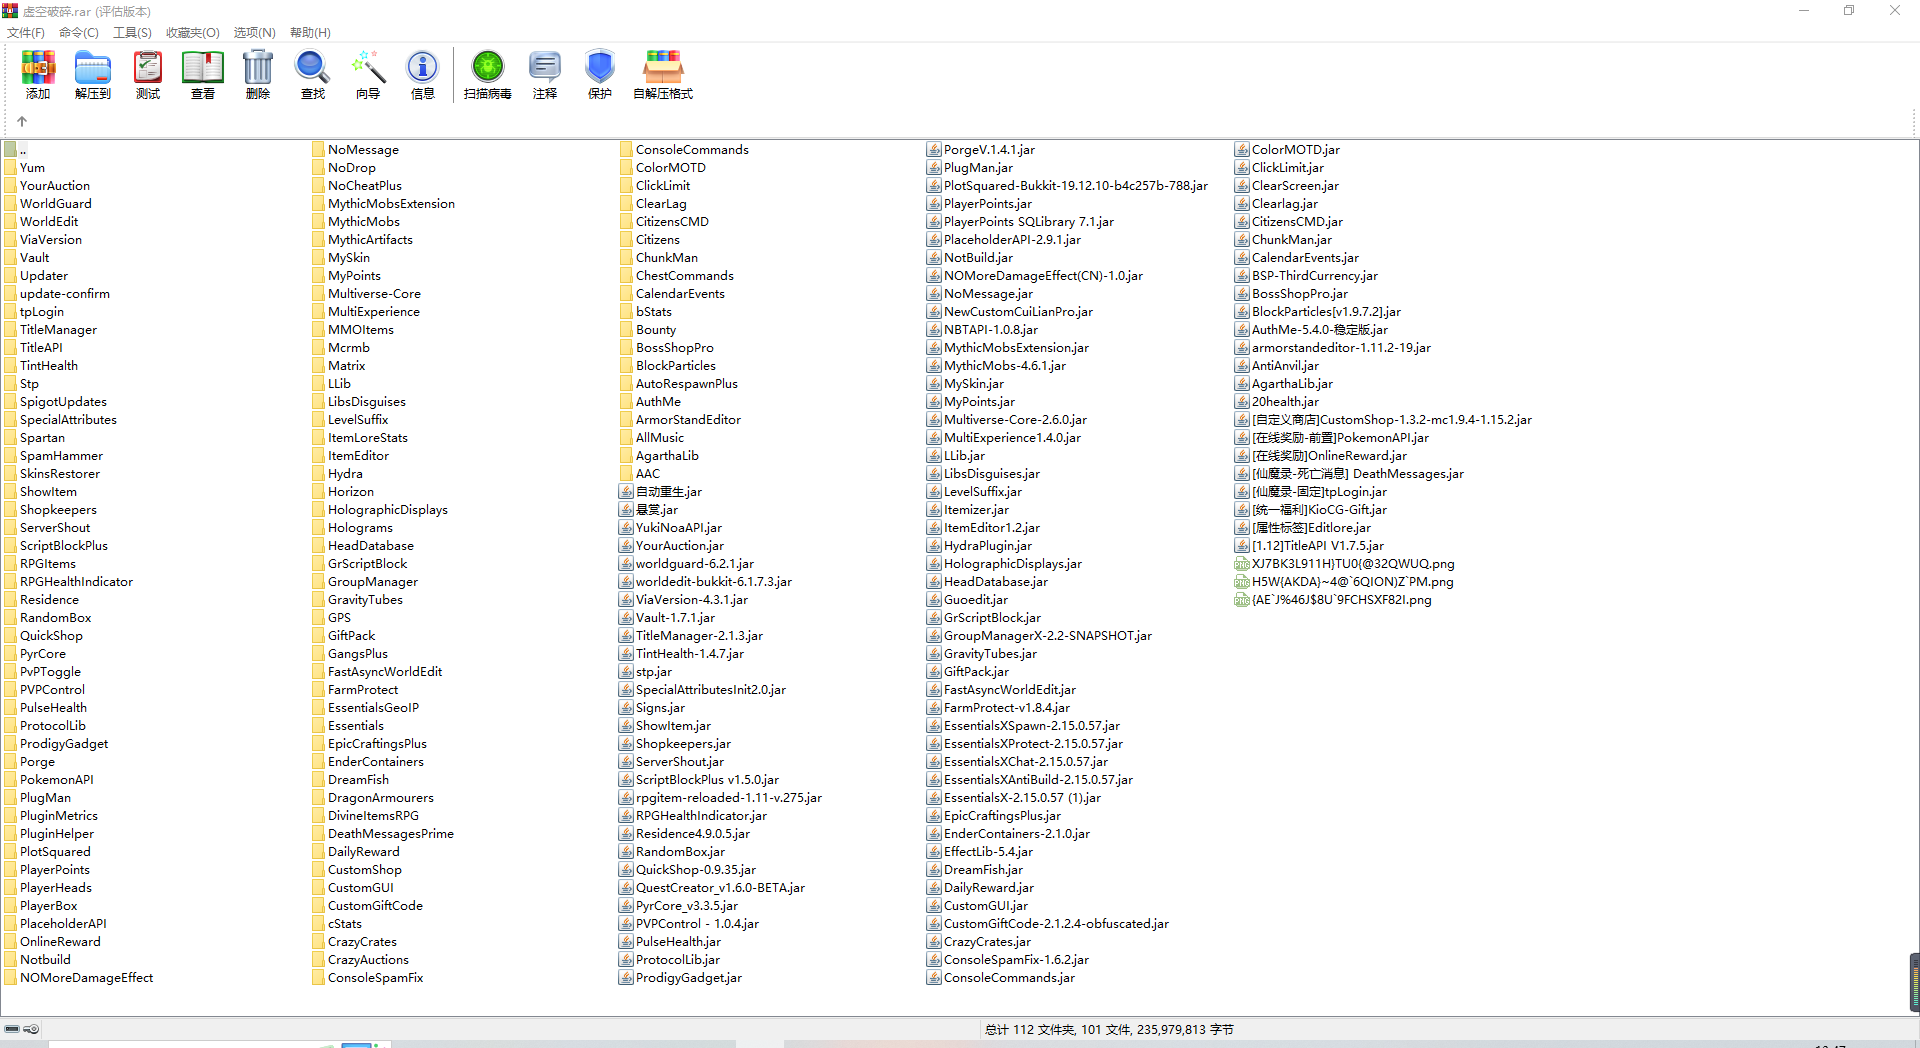 虚空破碎.rar (评估版本)
文件(F) 命令(C) 工具(S) 收藏夹(O) 选项(N) 帮助(H)
添加 解压到 测试 查看 删除 查找 向导 信息 扫描病毒 注释 保护 自解压格式
..
Yum
YourAuction
WorldGuard
WorldEdit
ViaVersion
Vault
Updater
update-confirm
tpLogin
TitleManager
TitleAPI
TintHealth
Stp
SpigotUpdates
SpecialAttributes
Spartan
SpamHammer
SkinsRestorer
ShowItem
Shopkeepers
ServerShout
ScriptBlockPlus
RPGItems
RPGHealthIndicator
Residence
RandomBox
QuickShop
PyrCore
PvPToggle
PVPControl
PulseHealth
ProtocolLib
ProdigyGadget
Porge
PokemonAPI
PlugMan
PluginMetrics
PluginHelper
PlotSquared
PlayerPoints
PlayerHeads
PlayerBox
PlaceholderAPI
OnlineReward
Notbuild
NOMoreDamageEffect
NoMessage
NoDrop
NoCheatPlus
MythicMobsExtension
MythicMobs
MythicArtifacts
MySkin
MyPoints
Multiverse-Core
MultiExperience
MMOItems
Mcrmb
Matrix
LLib
LibsDisguises
LevelSuffix
ItemLoreStats
ItemEditor
Hydra
Horizon
HolographicDisplays
Holograms
HeadDatabase
GrScriptBlock
GroupManager
GravityTubes
GPS
GiftPack
GangsPlus
FastAsyncWorldEdit
FarmProtect
EssentialsGeoIP
Essentials
EpicCraftingsPlus
EnderContainers
DreamFish
DragonArmourers
DivineItemsRPG
DeathMessagesPrime
DailyReward
CustomShop
CustomGUI
CustomGiftCode
cStats
CrazyCrates
CrazyAuctions
ConsoleSpamFix
ConsoleCommands
ColorMOTD
ClickLimit
ClearLag
CitizensCMD
Citizens
ChunkMan
ChestCommands
CalendarEvents
bStats
Bounty
BossShopPro
BlockParticles
AutoRespawnPlus
AuthMe
ArmorStandEditor
AllMusic
AgarthaLib
AAC
自动重生.jar
悬赏.jar
YukiNoaAPI.jar
YourAuction.jar
worldguard-6.2.1.jar
worldedit-bukkit-6.1.7.3.jar
ViaVersion-4.3.1.jar
Vault-1.7.1.jar
TitleManager-2.1.3.jar
TintHealth-1.4.7.jar
stp.jar
SpecialAttributesInit2.0.jar
Signs.jar
ShowItem.jar
Shopkeepers.jar
ServerShout.jar
ScriptBlockPlus v1.5.0.jar
rpgitem-reloaded-1.11-v.275.jar
RPGHealthIndicator.jar
Residence4.9.0.5.jar
RandomBox.jar
QuickShop-0.9.35.jar
QuestCreator_v1.6.0-BETA.jar
PyrCore_v3.3.5.jar
PVPControl - 1.0.4.jar
PulseHealth.jar
ProtocolLib.jar
ProdigyGadget.jar
PorgeV.1.4.1.jar
PlugMan.jar
PlotSquared-Bukkit-19.12.10-b4c257b-788.jar
PlayerPoints.jar
PlayerPoints SQLibrary 7.1.jar
PlaceholderAPI-2.9.1.jar
NotBuild.jar
NOMoreDamageEffect(CN)-1.0.jar
NoMessage.jar
NewCustomCuiLianPro.jar
NBTAPI-1.0.8.jar
MythicMobsExtension.jar
MythicMobs-4.6.1.jar
MySkin.jar
MyPoints.jar
Multiverse-Core-2.6.0.jar
MultiExperience1.4.0.jar
LLib.jar
LibsDisguises.jar
LevelSuffix.jar
Itemizer.jar
ItemEditor1.2.jar
HydraPlugin.jar
HolographicDisplays.jar
HeadDatabase.jar
Guoedit.jar
GrScriptBlock.jar
GroupManagerX-2.2-SNAPSHOT.jar
GravityTubes.jar
GiftPack.jar
FastAsyncWorldEdit.jar
FarmProtect-v1.8.4.jar
EssentialsXSpawn-2.15.0.57.jar
EssentialsXProtect-2.15.0.57.jar
EssentialsXChat-2.15.0.57.jar
EssentialsXAntiBuild-2.15.0.57.jar
EssentialsX-2.15.0.57 (1).jar
EpicCraftingsPlus.jar
EnderContainers-2.1.0.jar
EffectLib-5.4.jar
DreamFish.jar
DailyReward.jar
CustomGUI.jar
CustomGiftCode-2.1.2.4-obfuscated.jar
CrazyCrates.jar
ConsoleSpamFix-1.6.2.jar
ConsoleCommands.jar
ColorMOTD.jar
ClickLimit.jar
ClearScreen.jar
Clearlag.jar
CitizensCMD.jar
ChunkMan.jar
CalendarEvents.jar
BSP-ThirdCurrency.jar
BossShopPro.jar
BlockParticles[v1.9.7.2].jar
AuthMe-5.4.0-稳定版.jar
armorstandeditor-1.11.2-19.jar
AntiAnvil.jar
AgarthaLib.jar
20health.jar
[自定义商店]CustomShop-1.3.2-mc1.9.4-1.15.2.jar
[在线奖励-前置]PokemonAPI.jar
[在线奖励]OnlineReward.jar
[仙魔录-死亡消息] DeathMessages.jar
[仙魔录-固定]tpLogin.jar
[统一福利]KioCG-Gift.jar
[属性标签]Editlore.jar
[1.12]TitleAPI V1.7.5.jar
XJ7BK3L911H}TU0{@32QWUQ.png
H5W{AKDA}~4@`6QION)Z`PM.png
{AE`J%46J$8U`9FCHSXF82I.png
总计 112 文件夹, 101 文件, 235,979,813 字节